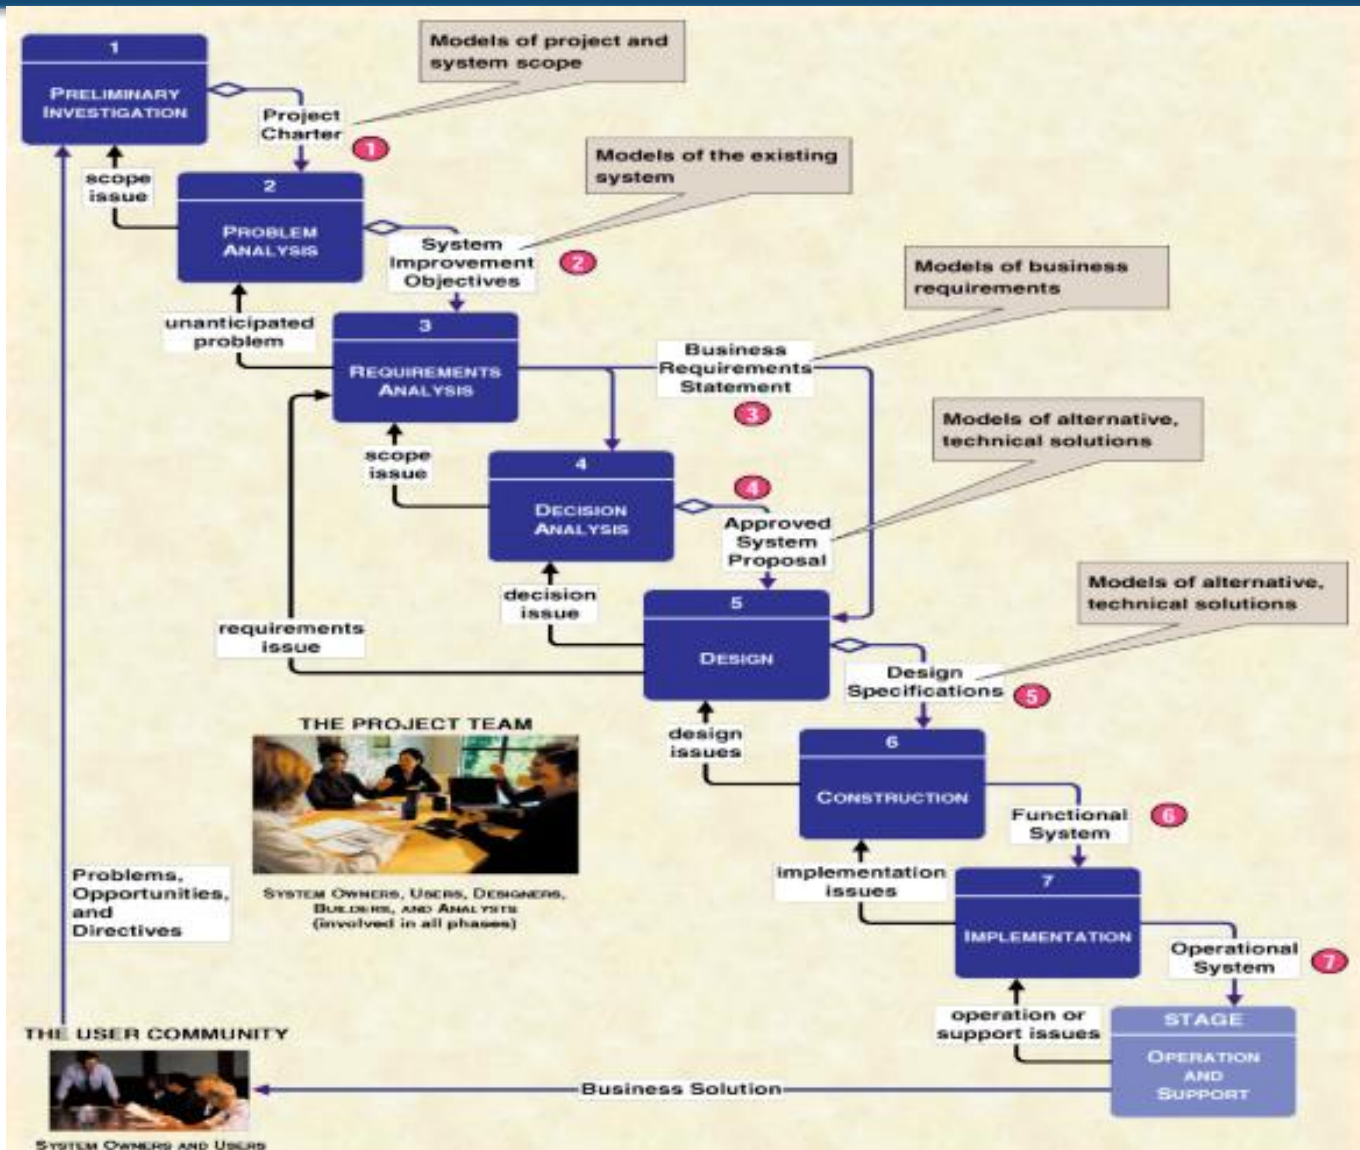 1
PRELIMINARY
INVESTIGATION
Models of project and
system scope
Project
Charter
1
scope
issue
2
PROBLEM
ANALYSIS
Models of the existing
system
System
Improvement
Objectives
2
unanticipated
problem
3
REQUIREMENTS
ANALYSIS
Models of business
requirements
Business
Requirements
Statement
3
scope
issue
4
DECISION
ANALYSIS
Models of alternative,
technical solutions
4
Approved
System
Proposal
decision
issue
requirements
issue
5
DESIGN
Models of alternative,
technical solutions
Design
Specifications
5
design
issues
THE PROJECT TEAM
SYSTEM OWNERS, USERS, DESIGNERS,
BUILDERS, AND ANALYSTS
(involved in all phases)
6
CONSTRUCTION
Functional
System
6
implementation
issues
7
IMPLEMENTATION
Operational
System
7
operation or
support issues
STAGE
OPERATION
AND
SUPPORT
Problems,
Opportunities,
and
Directives
THE USER COMMUNITY
Business Solution
SYSTEM OWNERS AND USERS